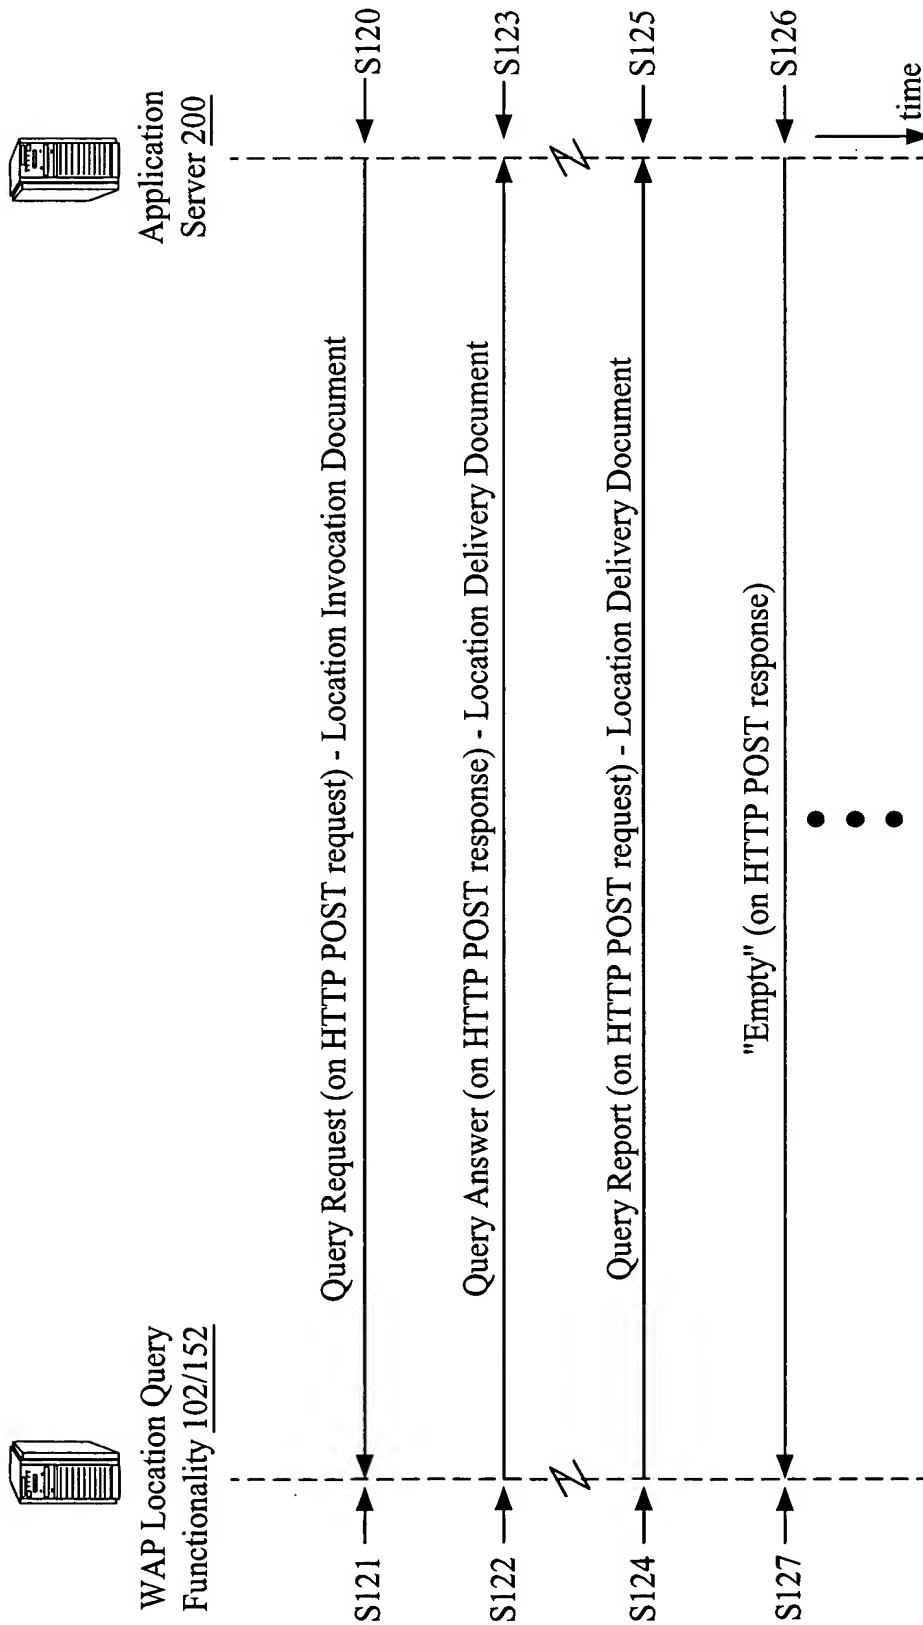 WAP Location Query
Functionality 102/152
Application
Server 200
Query Request (on HTTP POST request) - Location Invocation Document
S121
S120
Query Answer (on HTTP POST response) - Location Delivery Document
S122
S123
Query Report (on HTTP POST request) - Location Delivery Document
S124
S125
"Empty" (on HTTP POST response)
S127
S126
time